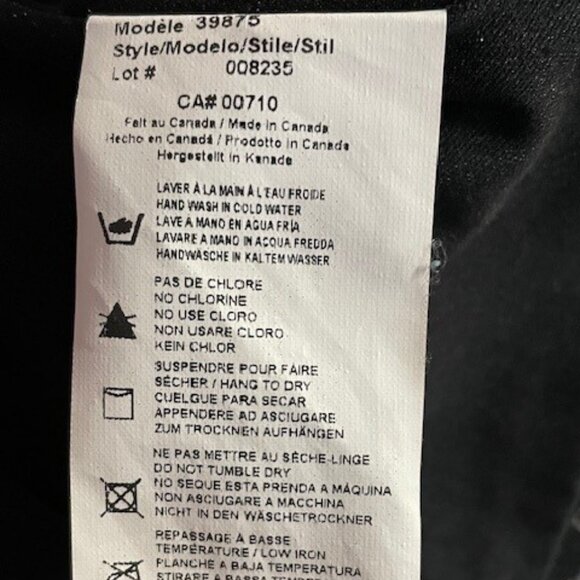 Modèle 39875
Style/Modelo/Stile/Stil
Lot # 008235
CA# 00710
Fait au Canada / Made in Canada
Hecho en Canadá / Prodotto in Canada
Hergestellt in Kanada
LAVER À LA MAIN À L'EAU FROIDE
HAND WASH IN COLD WATER
LAVE A MANO EN AGUA FRÍA
LAVARE A MANO IN ACQUA FREDDA
HANDWÄSCHE IN KALTEM WASSER
PAS DE CHLORE
NO CHLORINE
NO USE CLORO
NON USARE CLORO
KEIN CHLOR
SUSPENDRE POUR FAIRE
SÉCHER / HANG TO DRY
CUELGUE PARA SECAR
APPENDERE AD ASCIUGARE
ZUM TROCKNEN AUFHÄNGEN
NE PAS METTRE AU SÈCHE-LINGE
DO NOT TUMBLE DRY
NO SEQUE ESTA PRENDA A MÁQUINA
NON ASCIUGARE A MACCHINA
NICHT IN DEN WÄSCHETROCKNER
REPASSAGE À BASSE
TEMPÉRATURE / LOW IRON
PLANCHE A BAJA TEMPERATURA
STIRARE A BASSA